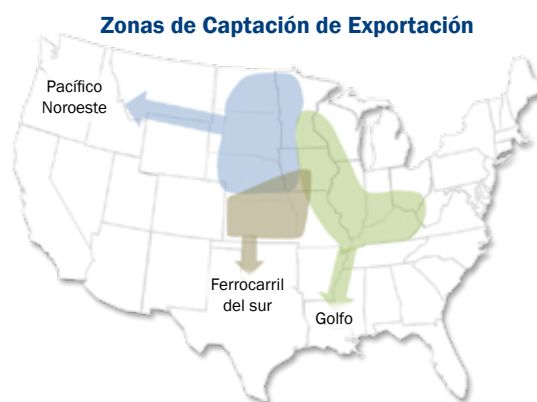 Zonas de Captación de Exportación
Pacífico
Noroeste
Ferrocarril
del sur
Golfo